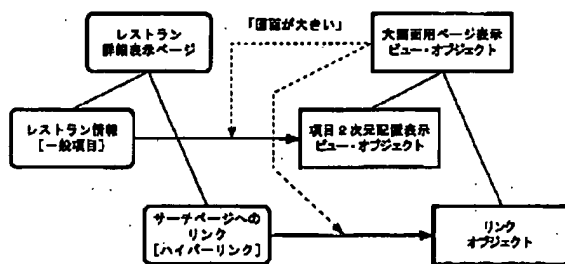 レストラン
詳細表示ページ
「画面が大きい」
大画面用ページ表示
ビュー・オブジェクト
レストラン情報
[一般項目]
項目2次元配置表示
ビュー・オブジェクト
サーチページへの
リンク
[ハイパーリンク]
リンク
オブジェクト